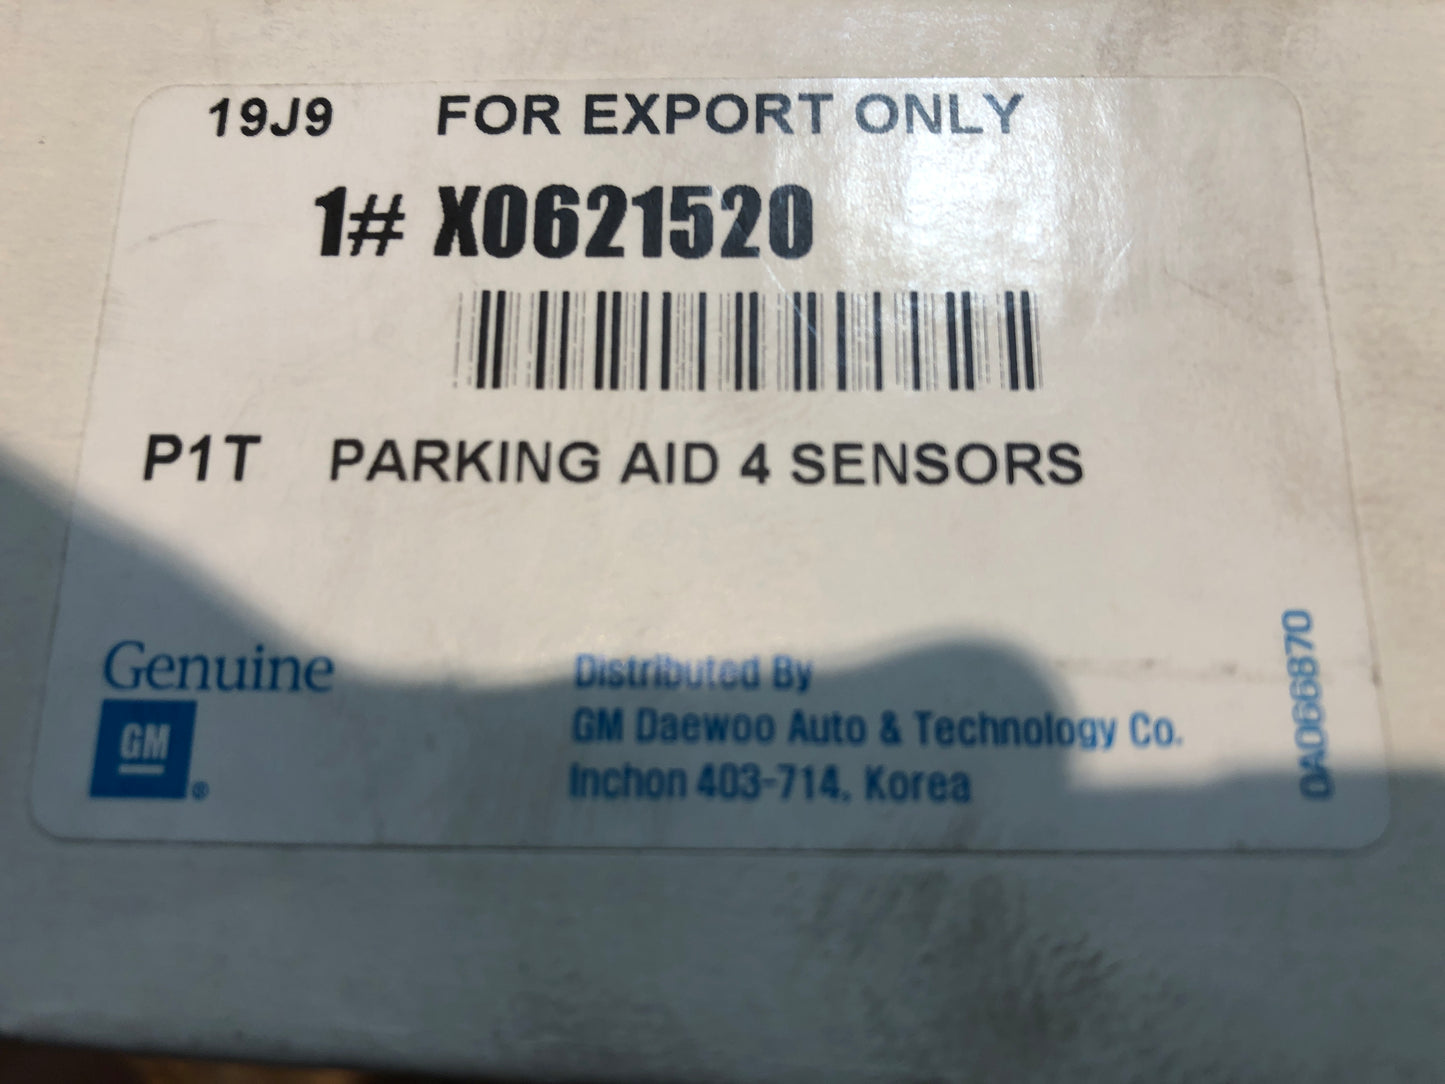 19J9 FOR EXPORT ONLY
1# X0621520
P1T PARKING AID 4 SENSORS
Genuine
GM
®
Distributed By
GM Daewoo Auto & Technology Co.
Inchon 403-714. Korea
0A066870